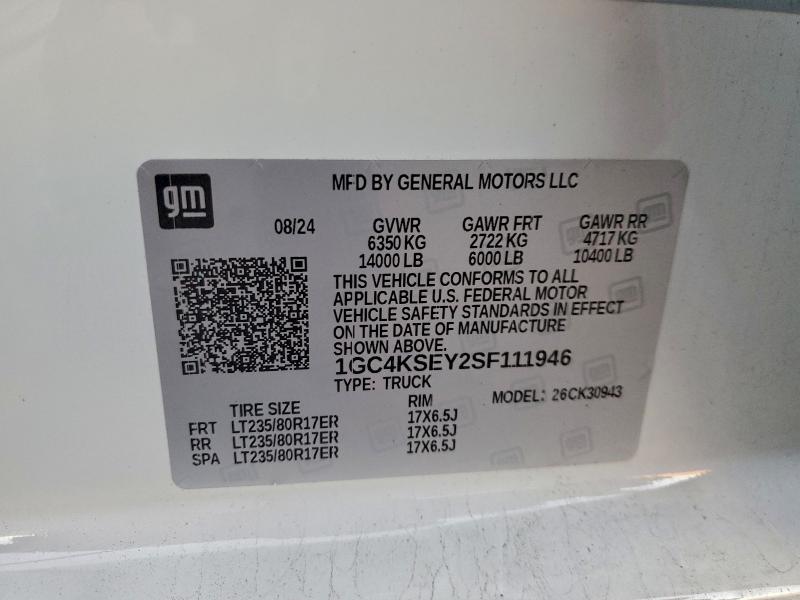 gm
MFD BY GENERAL MOTORS LLC
08/24 GVWR GAWR FRT GAWR RR
6350 KG 2722 KG 4717 KG
14000 LB 6000 LB 10400 LB
THIS VEHICLE CONFORMS TO ALL
APPLICABLE U.S. FEDERAL MOTOR
VEHICLE SAFETY STANDARDS IN EFFECT
ON THE DATE OF MANUFACTURE
SHOWN ABOVE.
1GC4KSEY2SF111946
TYPE: TRUCK
MODEL: 26CK30943
TIRE SIZE RIM
FRT LT235/80R17ER 17X6.5J
RR LT235/80R17ER 17X6.5J
SPA LT235/80R17ER 17X6.5J